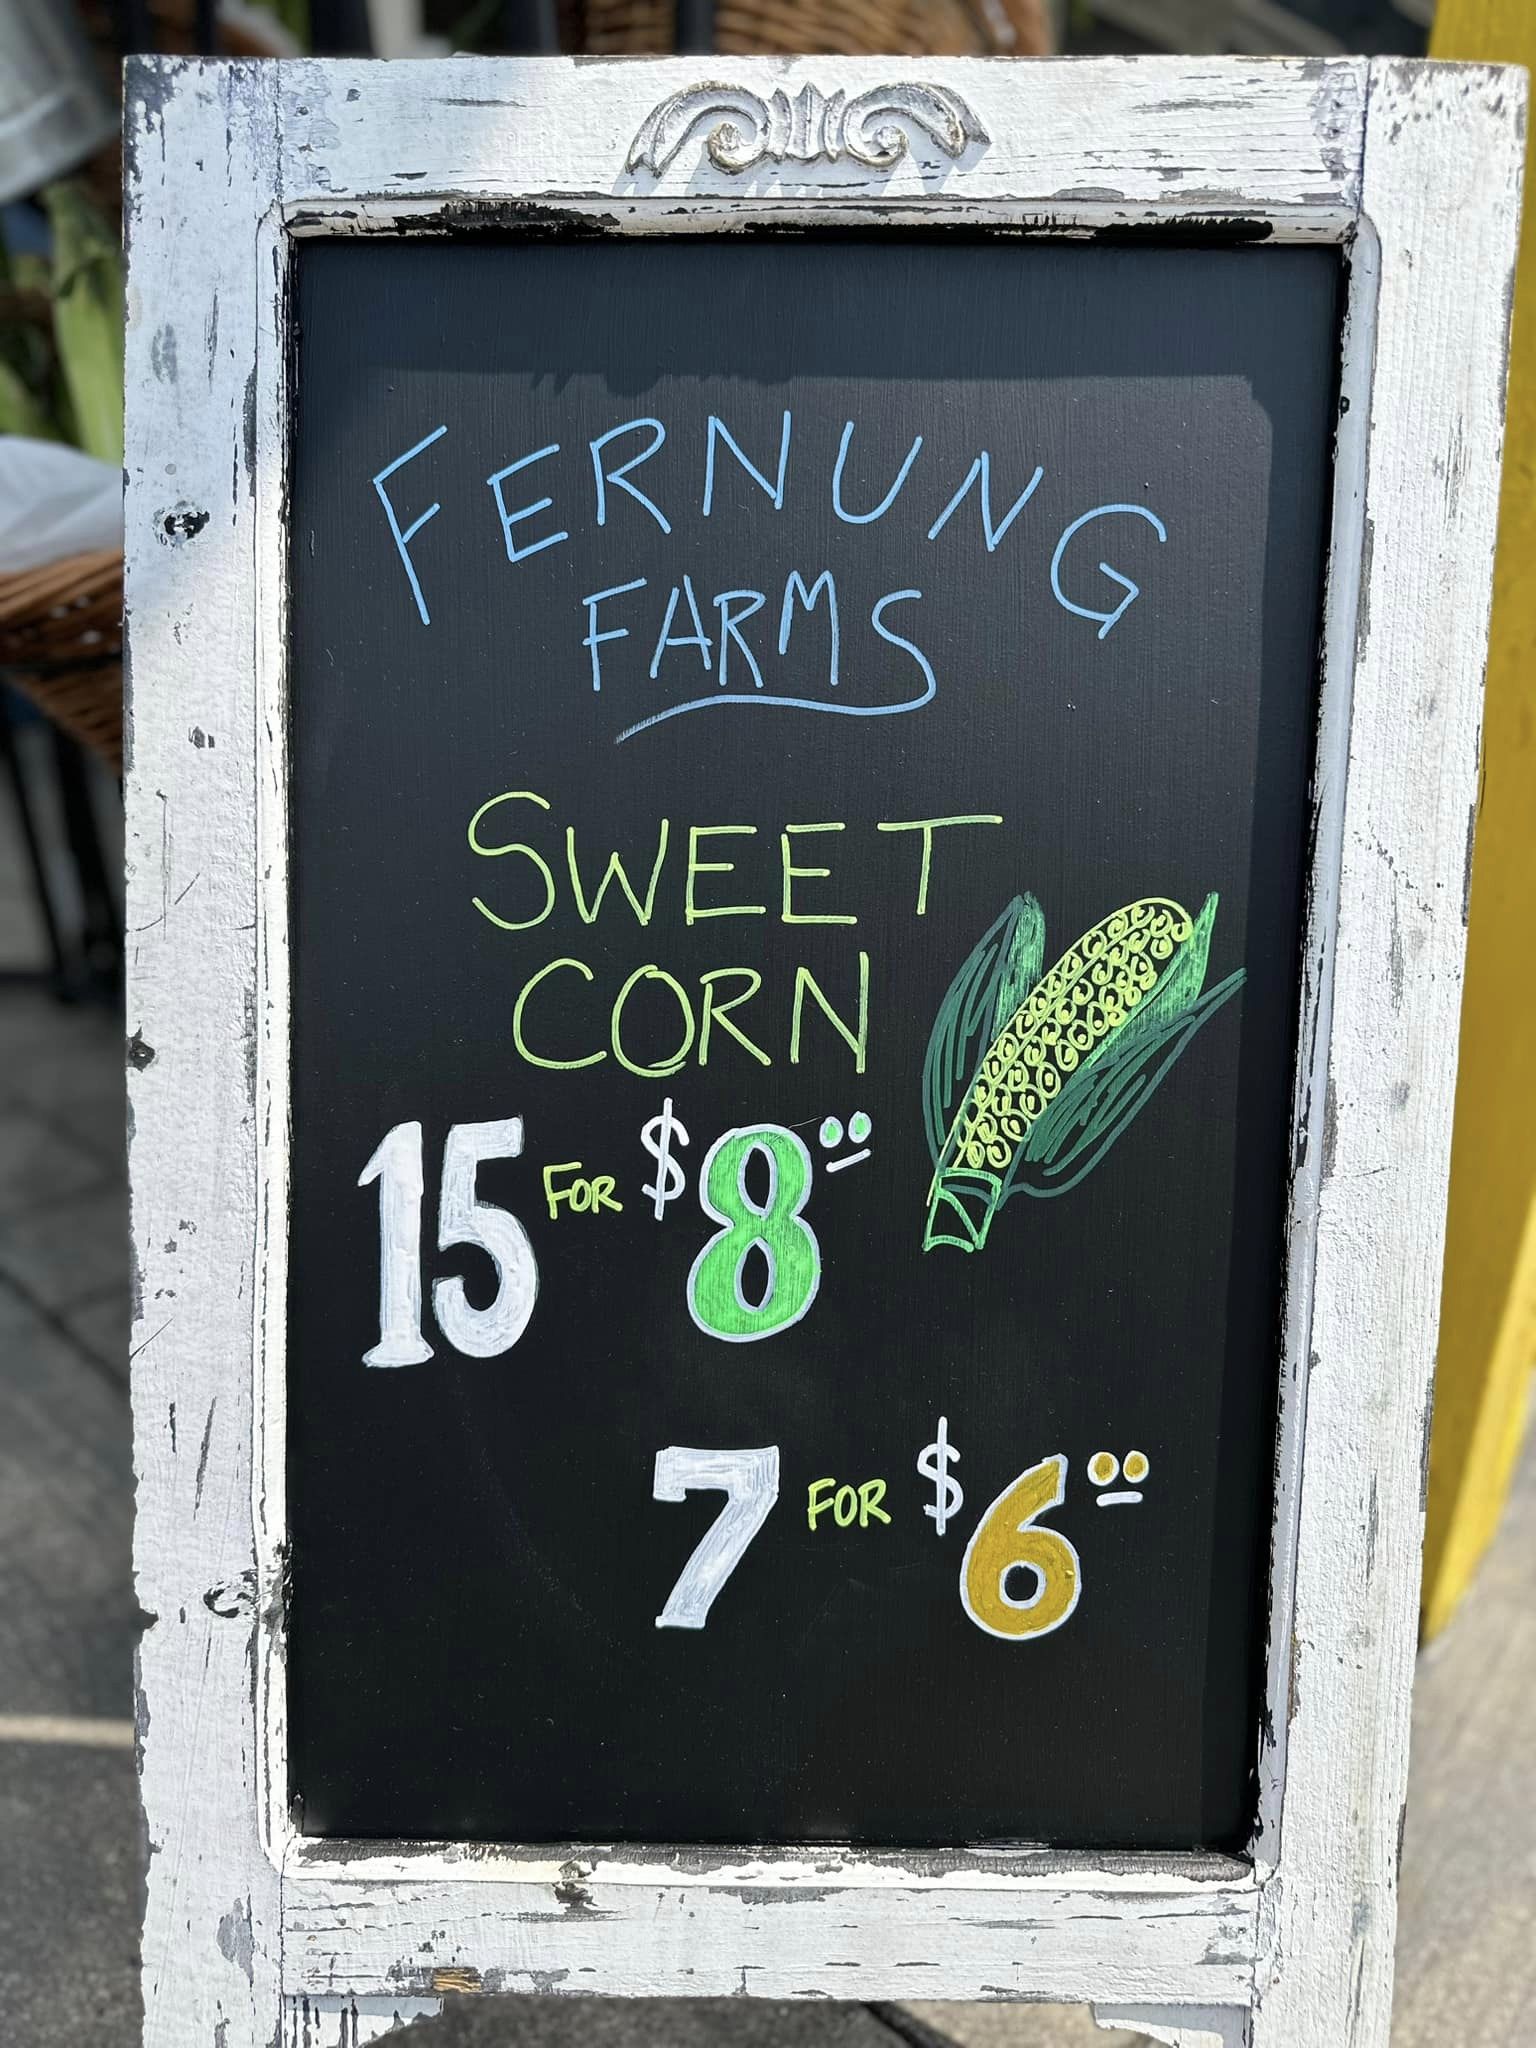 FERNUNG
FARMS
SWEET
CORN
15 FOR $8.00
7 FOR $6.00